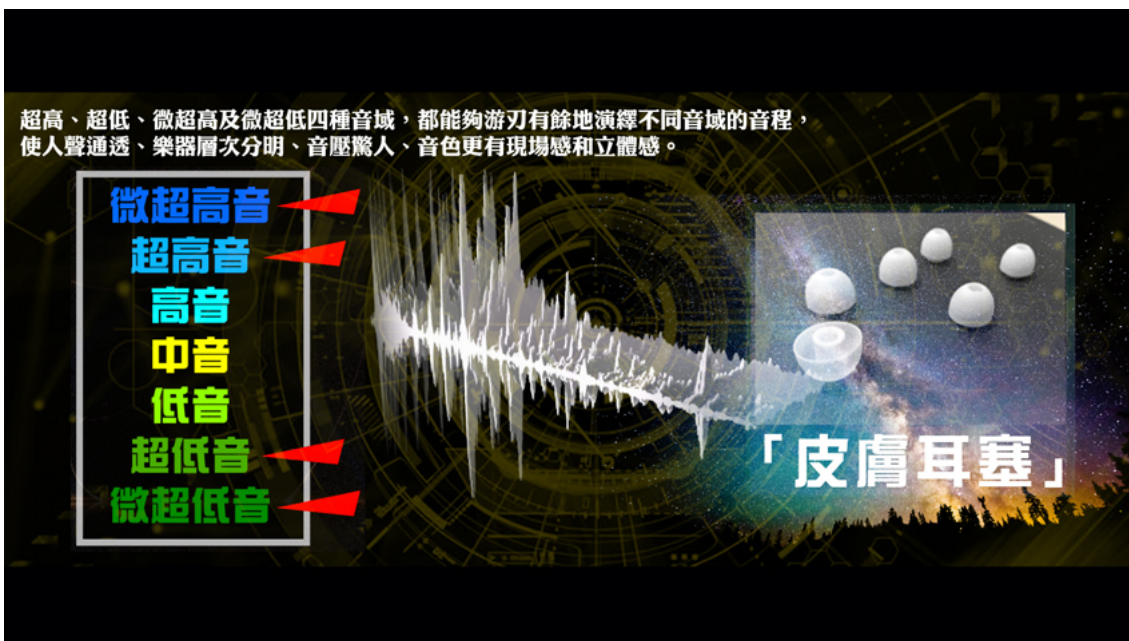 超高、超低、微超高及微超低四種音域，都能夠游刃有餘地演繹不同音域的音程，
使人聲通透、樂器層次分明、音壓驚人、音色更有現場感和立體感。
微超高音
超高音
高音
中音
低音
超低音
微超低音
「皮膚耳塞」